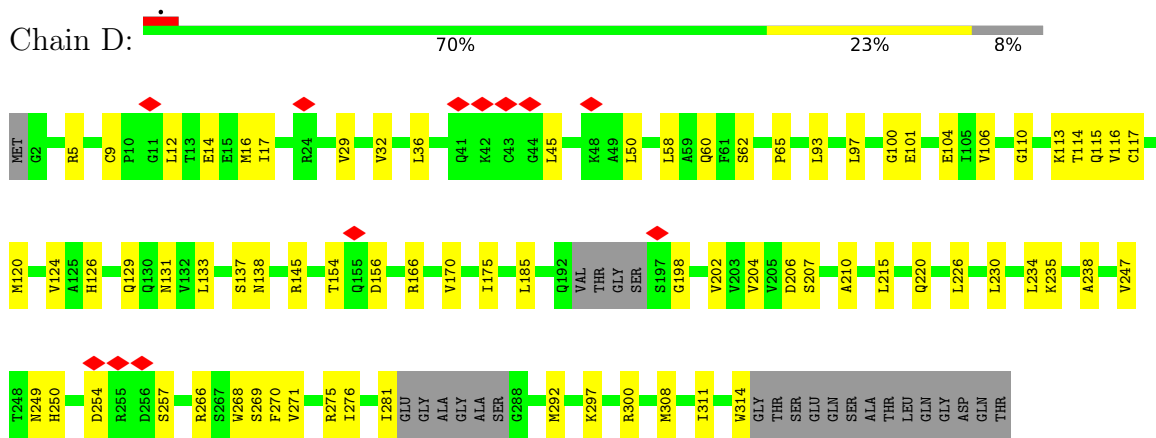 Chain D:
70% 23% 8%
MET G2 R5 C9 P10 G11 L12 T13 E14 E15 M16 I17 R24 V29 V32 L36 Q41 K42 C43 G44 L45 K48 A49 L50 L58 A59 Q60 F61 S62 P65 L93 L97 G100 E101 E104 I105 V106 G110 K113 T114 Q115 V116 C117
M120 V124 A125 H126 Q129 Q130 N131 V132 L133 S137 N138 R145 T154 Q155 D156 R166 V170 I175 L185 Q192 VAL THR GLY SER S197 G198 V202 V203 V204 V205 D206 S207 A210 L215 Q220 L226 L230 L234 K235 A238 V247
T248 N249 H250 D254 R255 D256 S257 R266 S267 W268 S269 F270 V271 R275 I276 I281 GLU GLY ALA GLY ALA SER G288 M292 K297 R300 M308 I311 W314 GLY THR SER GLU GLN SER ALA THR LEU GLN GLY ASP GLN THR